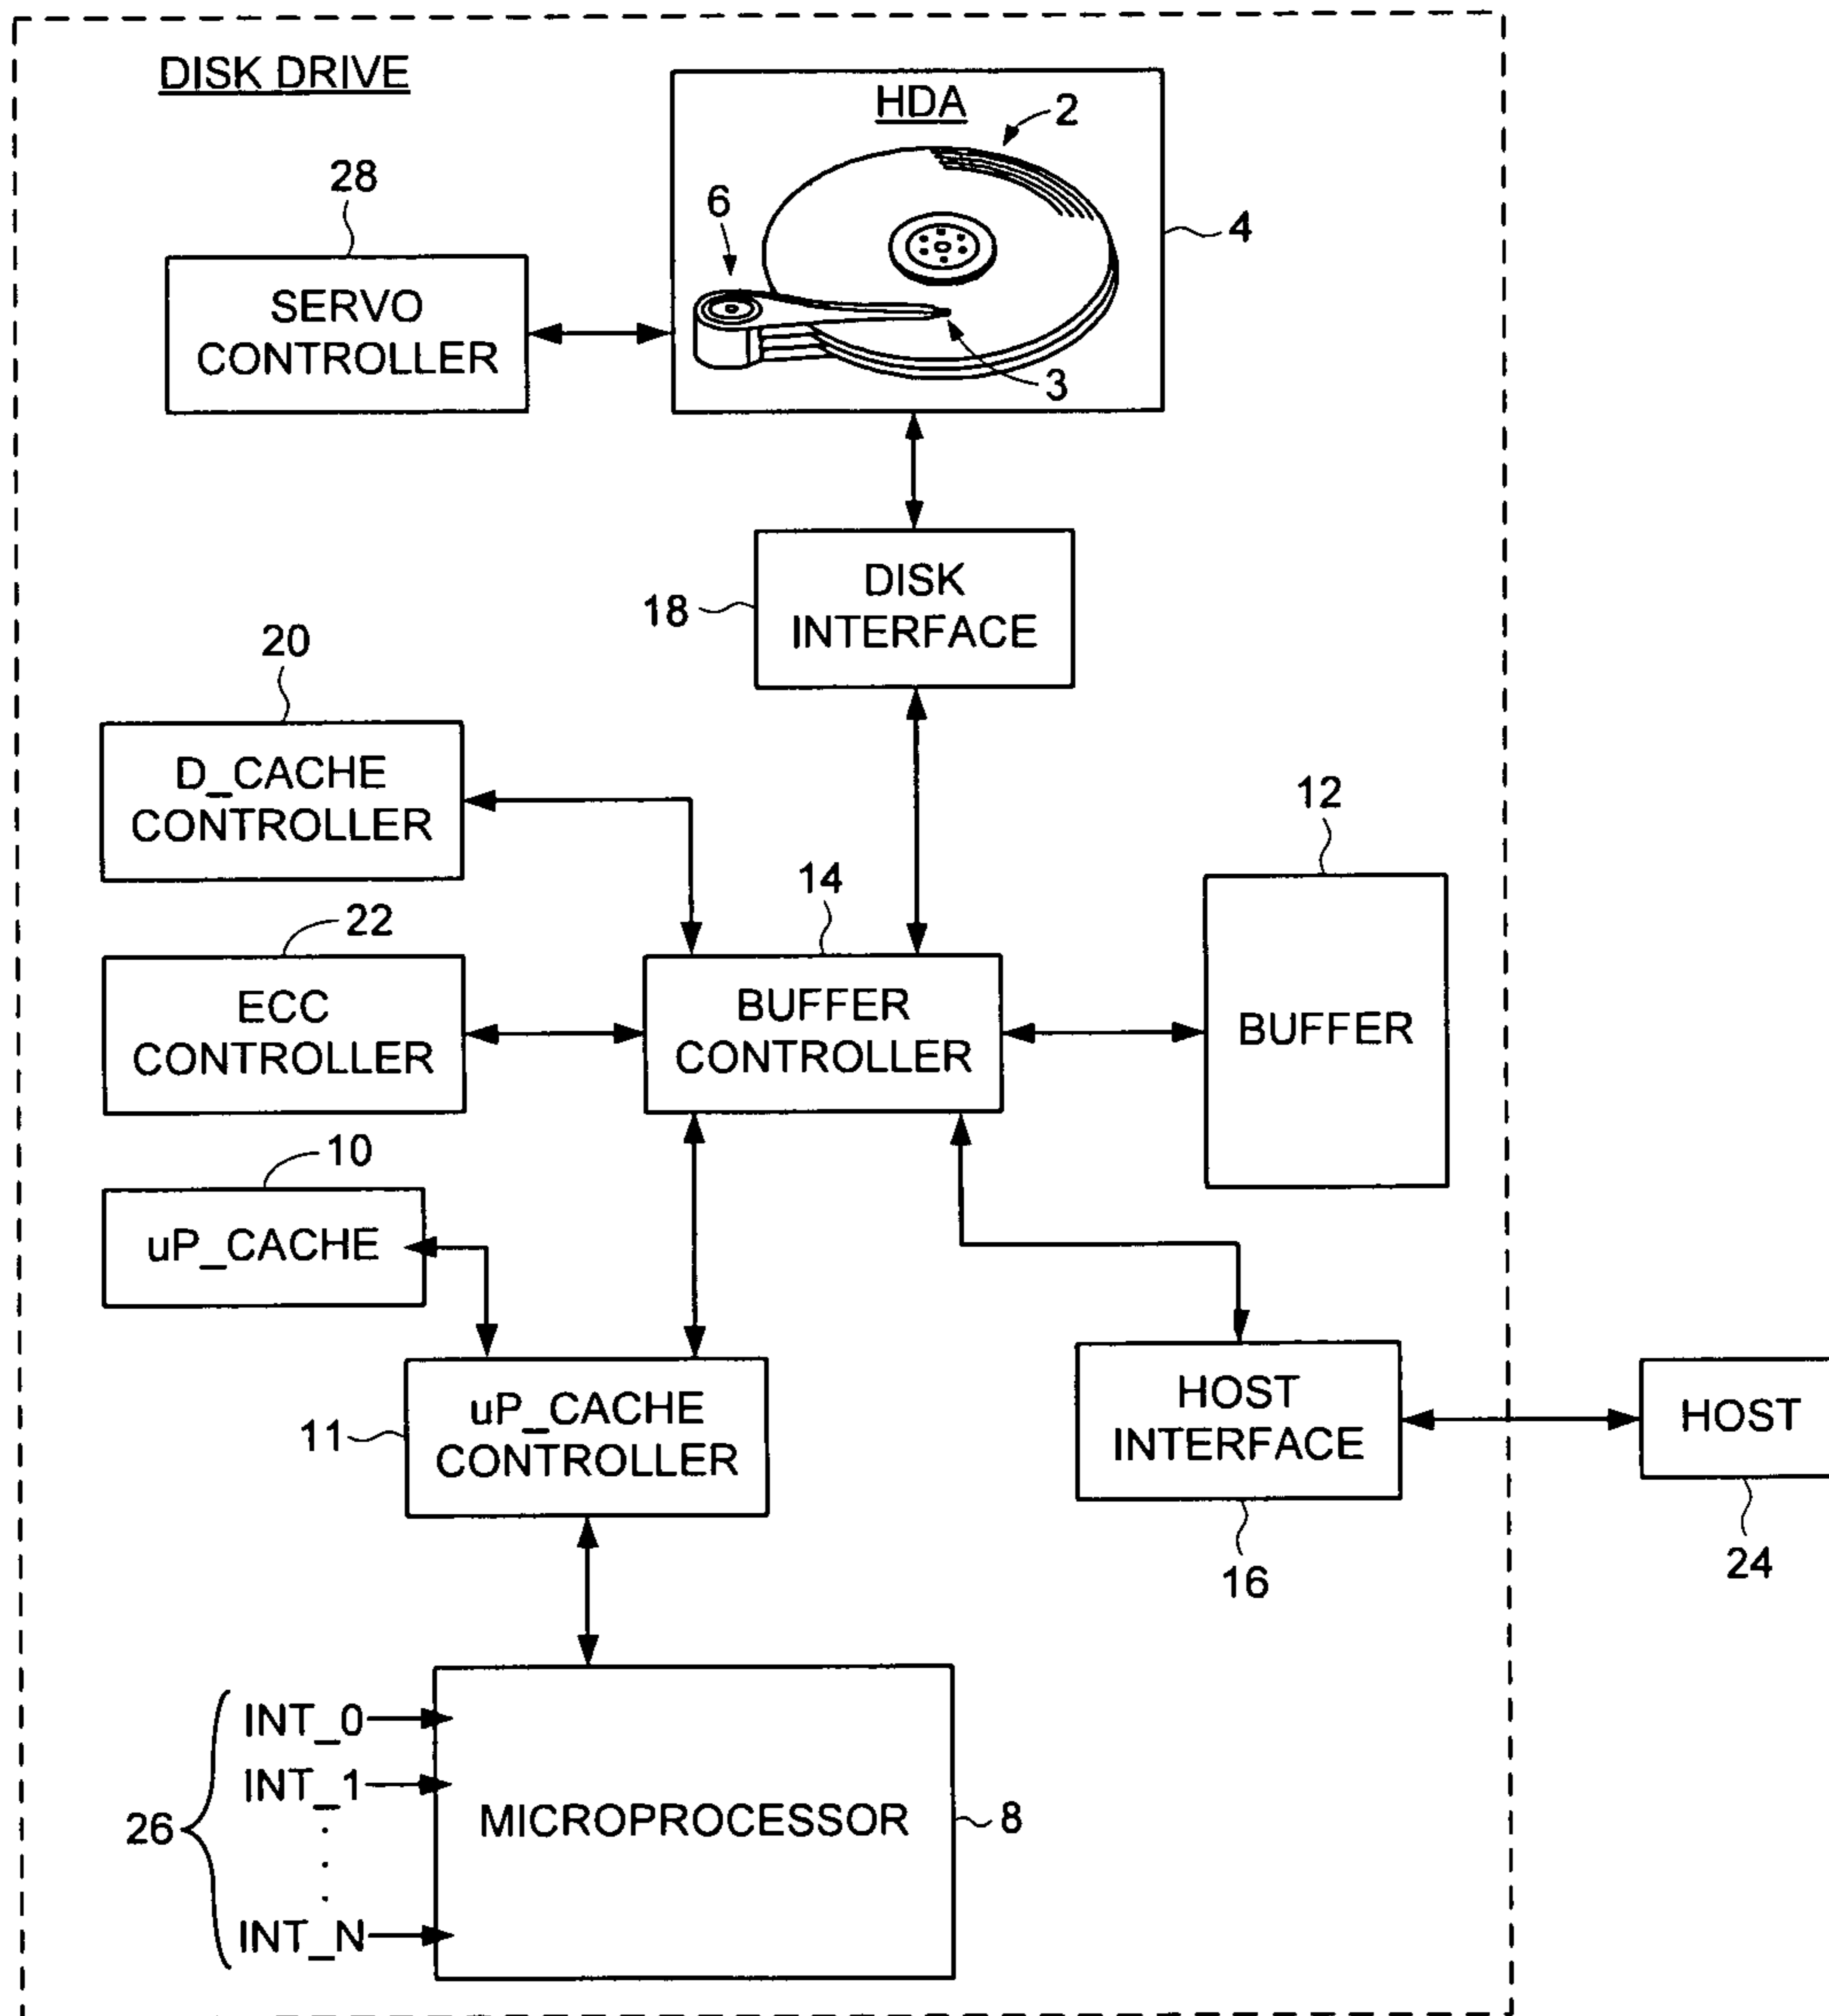 DISK DRIVE
HDA
2
28
6
4
SERVO
CONTROLLER
3
DISK
INTERFACE
18
20
D_CACHE
CONTROLLER
12
14
22
ECC
CONTROLLER
BUFFER
CONTROLLER
BUFFER
10
uP_CACHE
uP_CACHE
CONTROLLER
11
HOST
INTERFACE
HOST
16
24
INT_0
INT_1
.
.
.
INT_N
26
MICROPROCESSOR
8